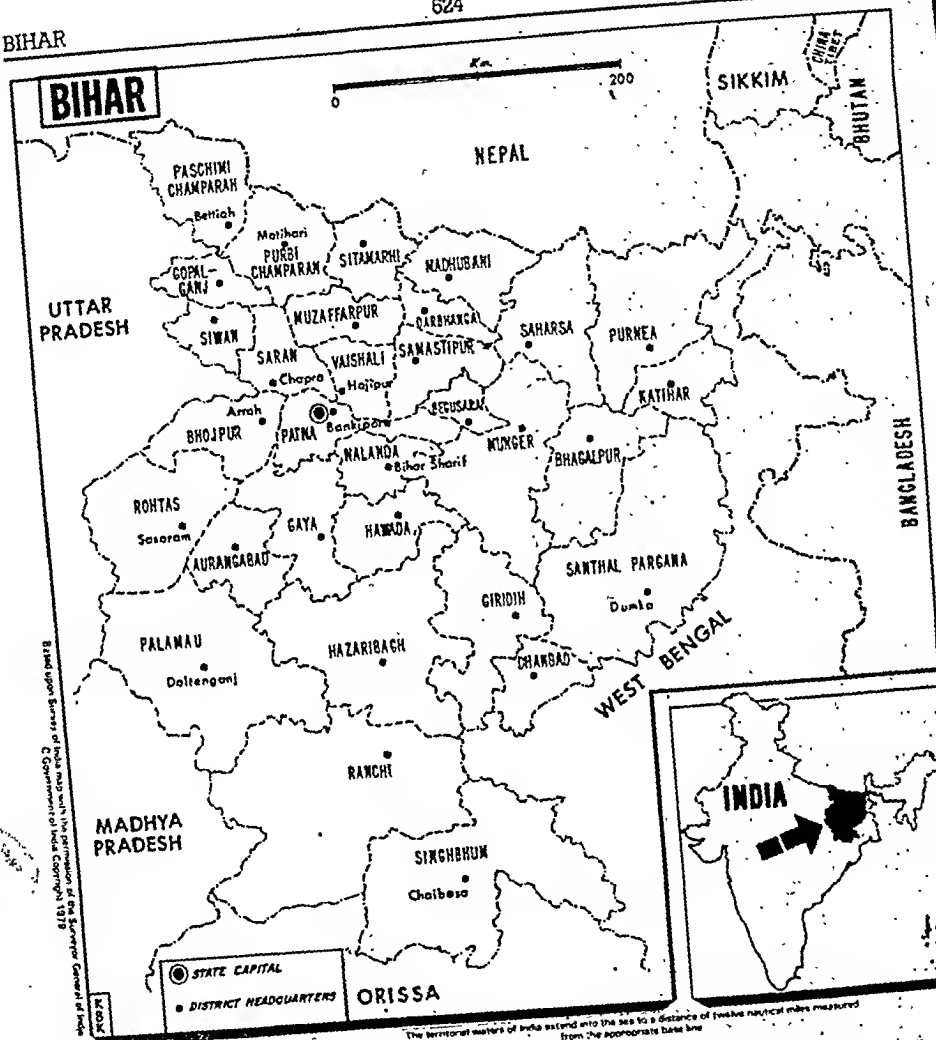 624
BIHAR
BIHAR
Km.
0
200
SIKKIM
CHINA
TIBET
BHUTAN
NEPAL
PASCHIMI
CHAMPARAN
Bettiah
Motihari
PURBI
CHAMPARAN
SITAMARHI
MADHUBANI
GOPAL-
GANJ
UTTAR
PRADESH
SIWAN
MUZAFFARPUR
DARBHANGA
SAHARSA
PURNEA
SARAN
VAISHALI
SAMASTIPUR
Chapra
Hajipur
KATIHAR
Arrah
BHOJPUR
PATNA
Bankipore
BEGUSARAI
MUNGER
BHAGALPUR
NALANDA
Bihar Sharif
BANGLADESH
ROHTAS
Sasaram
GAYA
NAWADA
AURANGABAD
SANTHAL PARGANA
Dumka
GIRIDIH
PALAMAU
Daltenganj
HAZARIBAGH
DHANBAD
WEST BENGAL
RANCHI
INDIA
MADHYA
PRADESH
SINGHBHUM
Chaibasa
STATE CAPITAL
DISTRICT HEADQUARTERS
ORISSA
Based upon Survey of India map with the permission of the Surveyor General of India
© Government of India Copyright 1979
The territorial waters of India extend into the sea to a distance of twelve nautical miles measured
from the appropriate base line